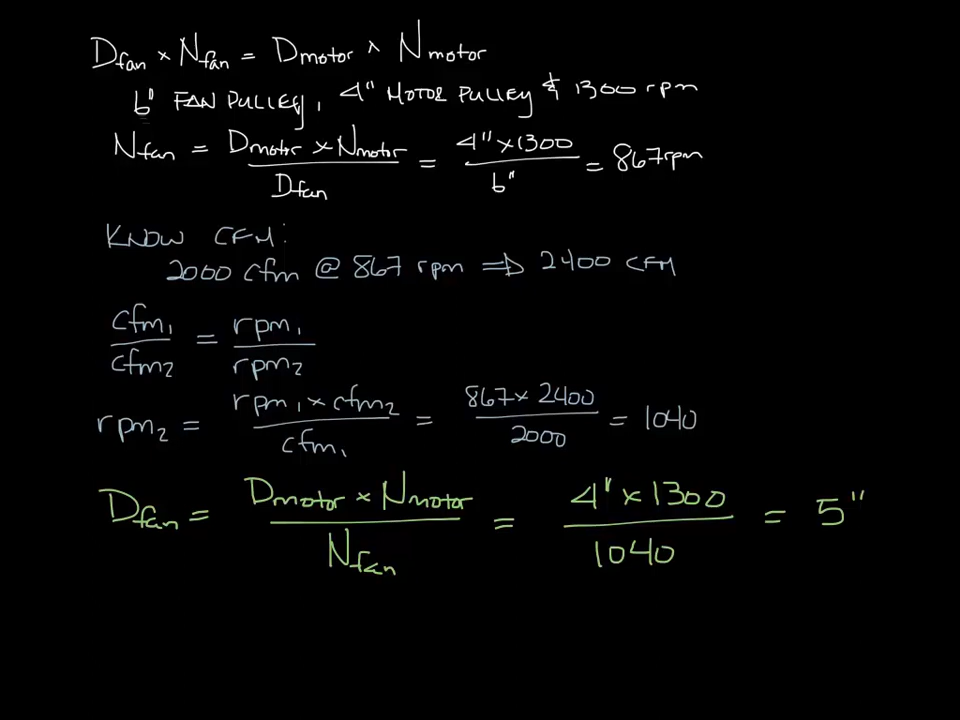 Dfan × Nfan = Dmotor × Nmotor
6" FAN PULLEY, 4" MOTOR PULLEY & 1300 rpm
Nfan = Dmotor × Nmotor / Dfan = 4" × 1300 / 6" = 867 rpm
KNOW CFM:
2000 cfm @ 867 rpm ⇒ 2400 CFM
cfm₁ / cfm₂ = rpm₁ / rpm₂
rpm₂ = rpm₁ × cfm₂ / cfm₁ = 867 × 2400 / 2000 = 1040
Dfan = Dmotor × Nmotor / Nfan = 4" × 1300 / 1040 = 5"